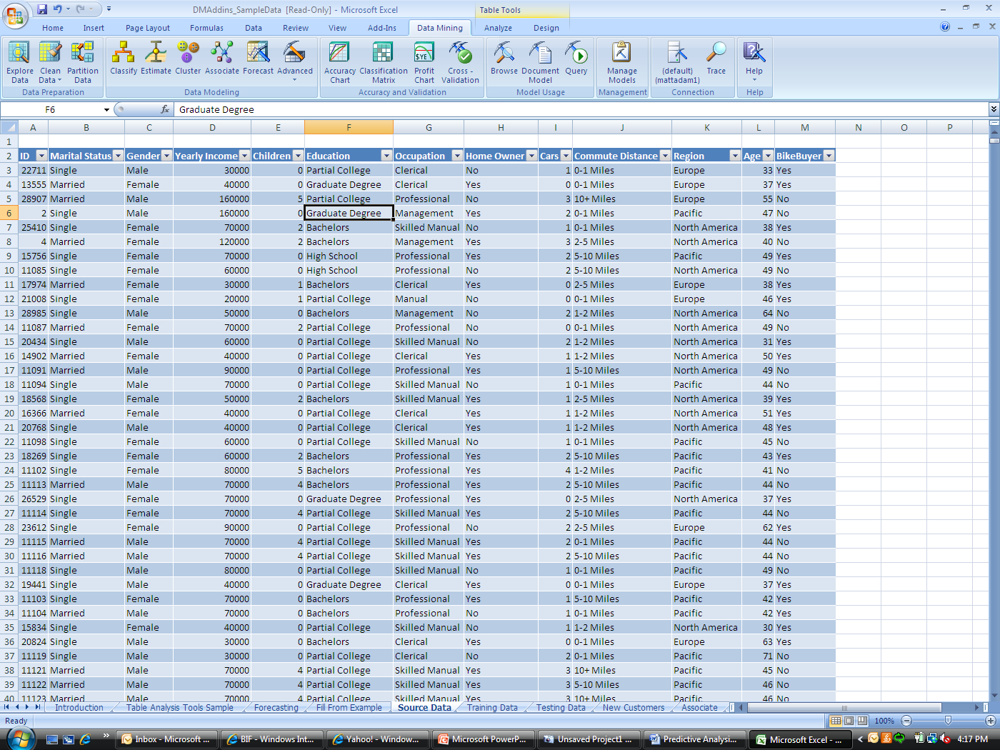 DMAddins_SampleData [Read-Only] - Microsoft Excel Table Tools
Home Insert Page Layout Formulas Data Review View Add-Ins Data Mining Analyze Design
Explore Data Clean Data Partition Data Classify Estimate Cluster Associate Forecast Advanced Accuracy Chart Classification Matrix Profit Chart Cross - Validation Browse Document Model Query Manage Models (default) (mattadam1) Trace Help
Data Preparation Data Modeling Accuracy and Validation Model Usage Management Connection Help
F6 fx Graduate Degree
A B C D E F G H I J K L M N O P
1
2 ID Marital Status Gender Yearly Income Children Education Occupation Home Owner Cars Commute Distance Region Age BikeBuyer
3 22711 Single Male 30000 0 Partial College Clerical No 1 0-1 Miles Europe 33 Yes
4 13555 Married Female 40000 0 Graduate Degree Clerical Yes 0 0-1 Miles Europe 37 Yes
5 28907 Married Male 160000 5 Partial College Professional No 3 10+ Miles Europe 55 No
6 2 Single Male 160000 0 Graduate Degree Management Yes 2 0-1 Miles Pacific 47 No
7 25410 Single Female 70000 2 Bachelors Skilled Manual No 1 0-1 Miles North America 38 Yes
8 4 Married Female 120000 2 Bachelors Management Yes 3 2-5 Miles North America 40 No
9 15756 Single Female 70000 0 High School Professional Yes 2 5-10 Miles Pacific 49 Yes
10 11085 Single Female 60000 0 High School Professional No 2 5-10 Miles North America 49 No
11 17974 Married Female 30000 1 Bachelors Clerical Yes 0 2-5 Miles Europe 38 Yes
12 21008 Single Female 20000 1 Partial College Manual No 0 0-1 Miles Europe 46 Yes
13 28985 Single Male 50000 0 Bachelors Management No 2 1-2 Miles North America 64 No
14 11087 Married Female 70000 2 Partial College Professional No 0 0-1 Miles North America 49 No
15 20434 Single Male 60000 0 Partial College Skilled Manual No 2 1-2 Miles North America 31 Yes
16 14902 Married Female 40000 0 Partial College Clerical Yes 1 1-2 Miles North America 50 Yes
17 11091 Married Male 90000 0 Partial College Professional Yes 1 5-10 Miles North America 49 No
18 11094 Single Male 70000 0 Partial College Skilled Manual No 1 0-1 Miles Pacific 44 No
19 18568 Single Female 50000 2 Bachelors Skilled Manual Yes 1 2-5 Miles North America 39 Yes
20 16366 Married Female 40000 0 Partial College Clerical Yes 1 1-2 Miles North America 51 Yes
21 20768 Single Male 40000 0 Partial College Clerical Yes 1 1-2 Miles North America 48 Yes
22 11098 Single Female 60000 0 Partial College Skilled Manual No 1 0-1 Miles Pacific 45 No
23 18269 Single Female 60000 2 Bachelors Professional Yes 2 5-10 Miles Pacific 43 Yes
24 11102 Single Female 80000 5 Bachelors Professional Yes 4 1-2 Miles Pacific 41 No
25 11113 Married Male 70000 4 Bachelors Professional Yes 2 5-10 Miles Pacific 44 No
26 26529 Single Female 70000 0 Graduate Degree Professional Yes 0 2-5 Miles North America 37 Yes
27 11114 Single Female 70000 4 Partial College Skilled Manual Yes 2 5-10 Miles Pacific 44 No
28 23612 Single Female 90000 0 Partial College Professional No 2 2-5 Miles Europe 62 Yes
29 11115 Married Male 70000 4 Partial College Skilled Manual Yes 2 0-1 Miles Pacific 44 No
30 11116 Married Male 70000 4 Partial College Skilled Manual Yes 2 5-10 Miles Pacific 44 No
31 11118 Single Male 80000 0 Partial College Skilled Manual No 1 0-1 Miles Pacific 49 No
32 19441 Single Male 40000 0 Graduate Degree Clerical Yes 0 0-1 Miles Europe 37 Yes
33 11103 Single Female 70000 0 Bachelors Professional Yes 1 5-10 Miles Pacific 42 Yes
34 11104 Married Male 70000 0 Bachelors Professional No 1 0-1 Miles Pacific 42 Yes
35 15834 Single Female 40000 0 Partial College Skilled Manual No 1 1-2 Miles North America 30 Yes
36 20824 Single Male 30000 0 Bachelors Clerical Yes 0 0-1 Miles Europe 63 Yes
37 11119 Single Male 30000 0 Partial College Clerical No 2 0-1 Miles Pacific 71 No
38 11121 Married Male 70000 4 Partial College Skilled Manual Yes 3 10+ Miles Pacific 45 No
39 11122 Married Male 70000 4 Partial College Skilled Manual Yes 3 5-10 Miles Pacific 46 No
40 11123 Married Male 70000 4 Partial College Skilled Manual Yes 3 10+ Miles Pacific 46 No
Introduction Table Analysis Tools Sample Forecasting Fill From Example Source Data Training Data Testing Data New Customers Associate
Ready 100%
Inbox - Microsoft ... BIF - Windows Int... Yahoo! - Window... Microsoft PowerP... Unsaved Project1 ... Predictive Analysi... Microsoft Excel - ... 4:17 PM